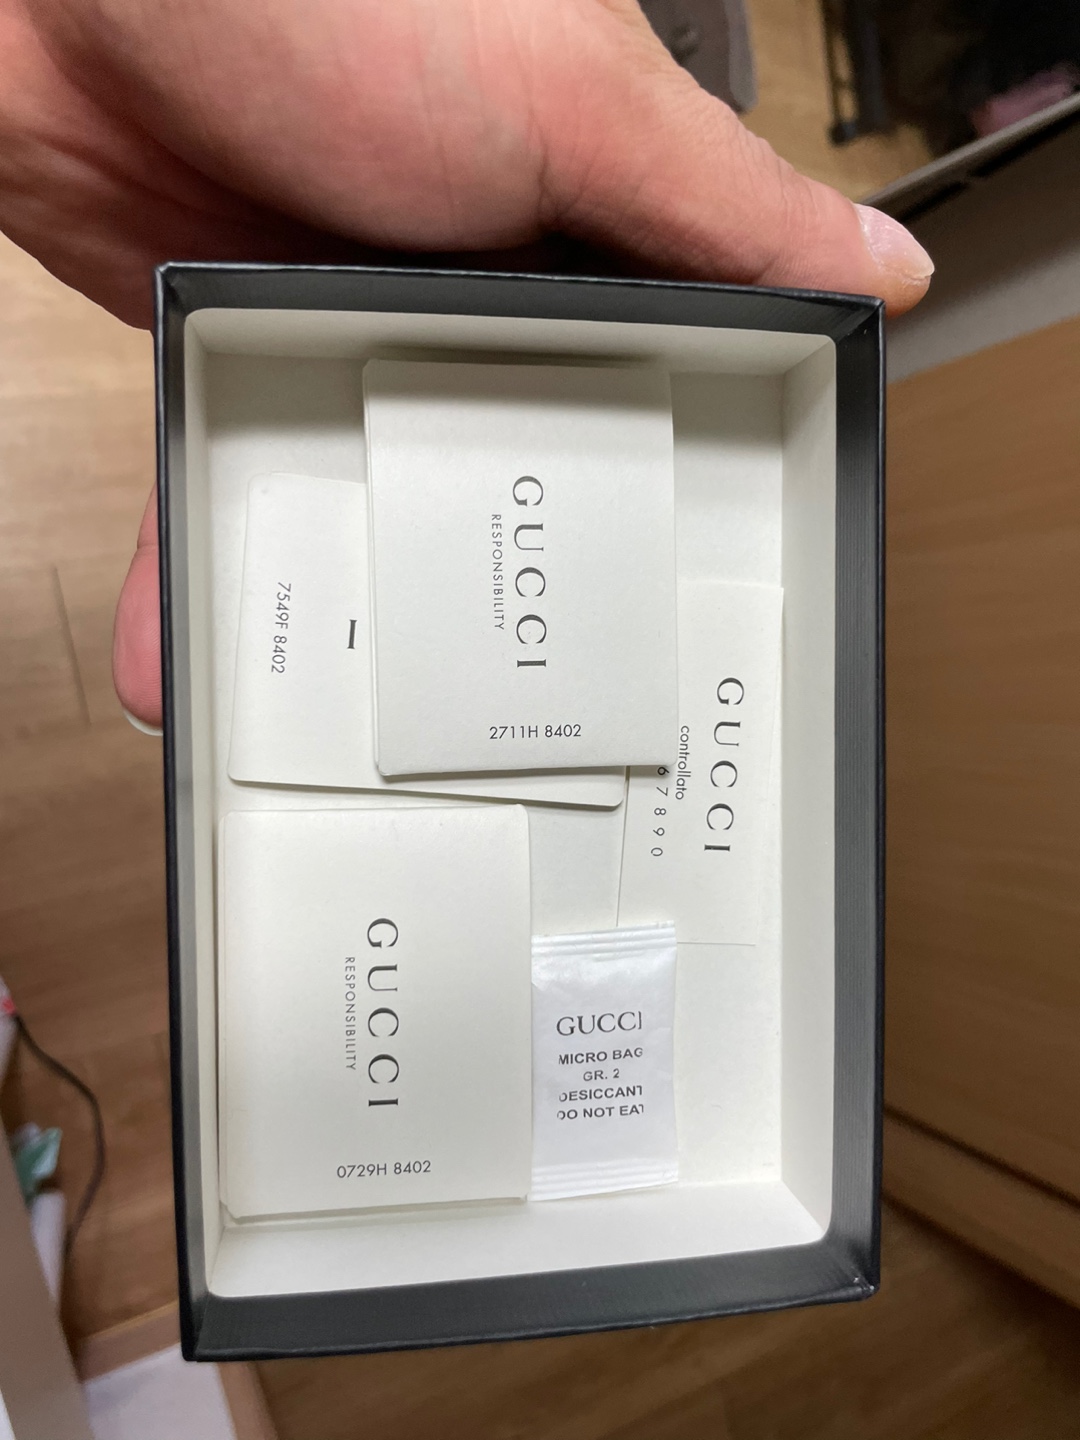 GUCCI
RESPONSIBILITY
2711H 8402
7549F 8402
GUCCI
controllato
67890
GUCCI
RESPONSIBILITY
0729H 8402
GUCCI
MICRO BAG
GR. 2
DESICCANT
DO NOT EAT